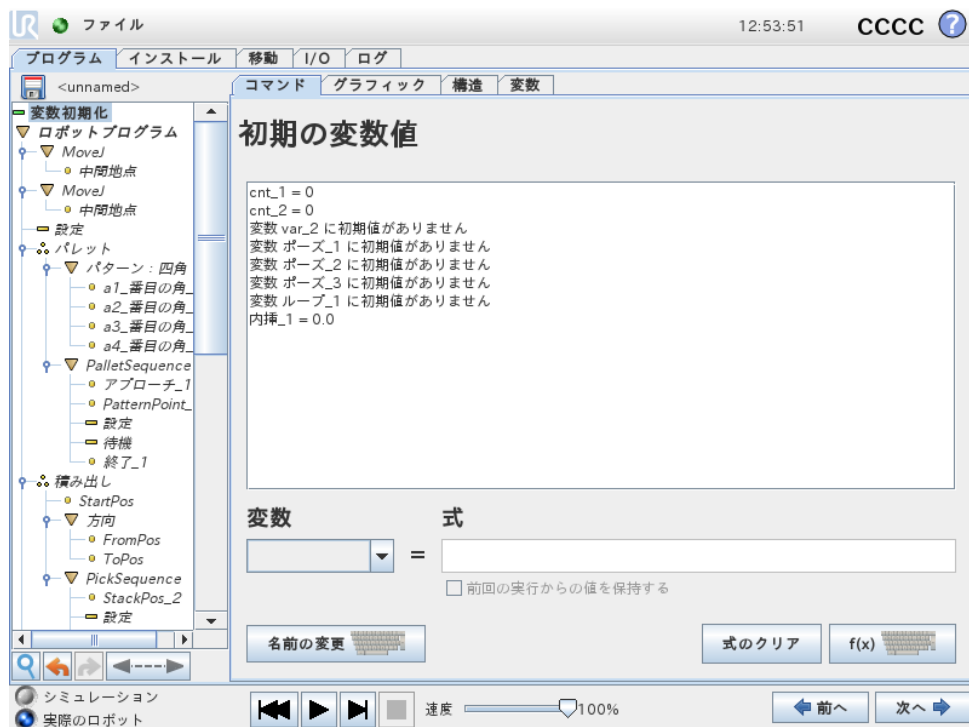 UR ファイル 12:53:51 CCCC ?
プログラム インストール 移動 I/O ログ
<unnamed>
コマンド グラフィック 構造 変数
変数初期化
ロボットプログラム
MoveJ
中間地点
MoveJ
中間地点
設定
パレット
パターン：四角
a1_番目の角_
a2_番目の角_
a3_番目の角_
a4_番目の角_
PalletSequence
アプローチ_1
PatternPoint_
設定
待機
終了_1
積み出し
StartPos
方向
FromPos
ToPos
PickSequence
StackPos_2
設定
初期の変数値
cnt_1 = 0
cnt_2 = 0
変数 var_2 に初期値がありません
変数 ポーズ_1 に初期値がありません
変数 ポーズ_2 に初期値がありません
変数 ポーズ_3 に初期値がありません
変数 ループ_1 に初期値がありません
内挿_1 = 0.0
変数 式
=
前回の実行からの値を保持する
名前の変更 式のクリア f(x)
シミュレーション
実際のロボット
速度 100% 前へ 次へ